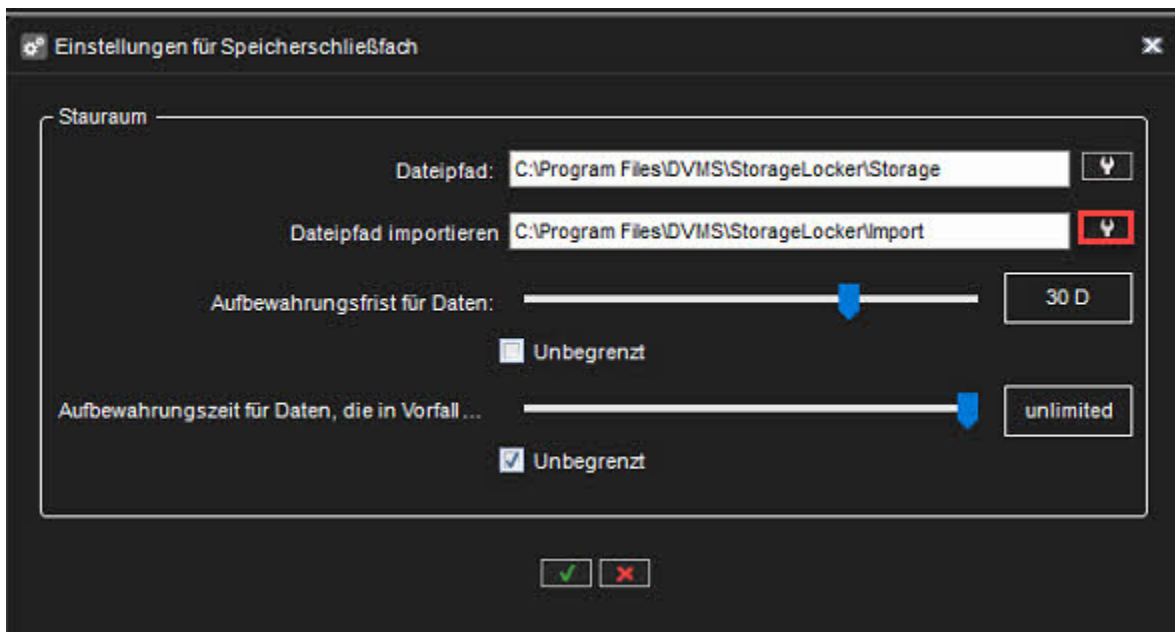 Einstellungen für Speicherschließfach
Stauraum
Dateipfad: C:\Program Files\DVMS\StorageLocker\Storage
Dateipfad importieren C:\Program Files\DVMS\StorageLocker\Import
Aufbewahrungsfrist für Daten: 30 D
Unbegrenzt
Aufbewahrungszeit für Daten, die in Vorfall ... unlimited
Unbegrenzt